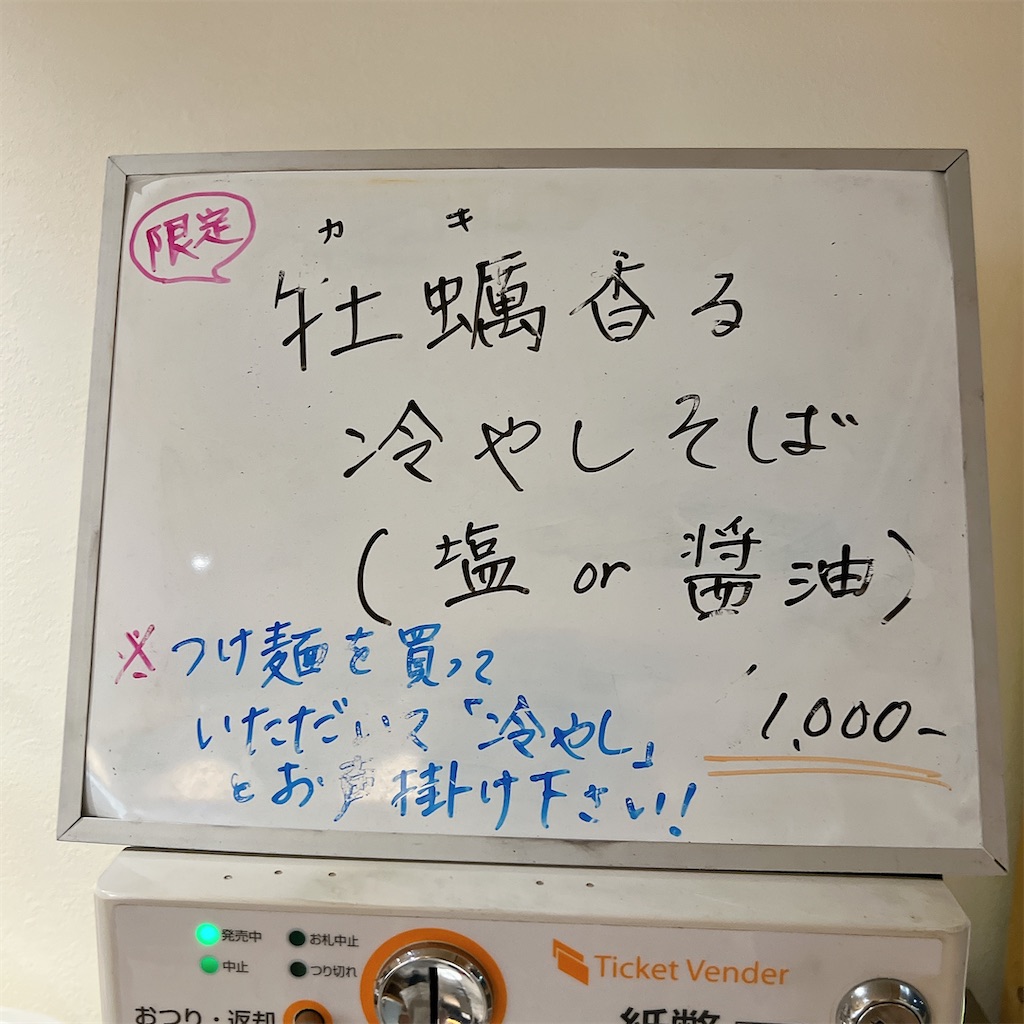 限定
カキ
牡蠣香る
冷やしそば
(塩 or 醤油)
※つけ麺を買って
いただいて「冷やし」
とお声掛け下さい!
1,000-
発売中
お札中止
中止
つり切れ
おつり・返却
Ticket Vender
紙幣